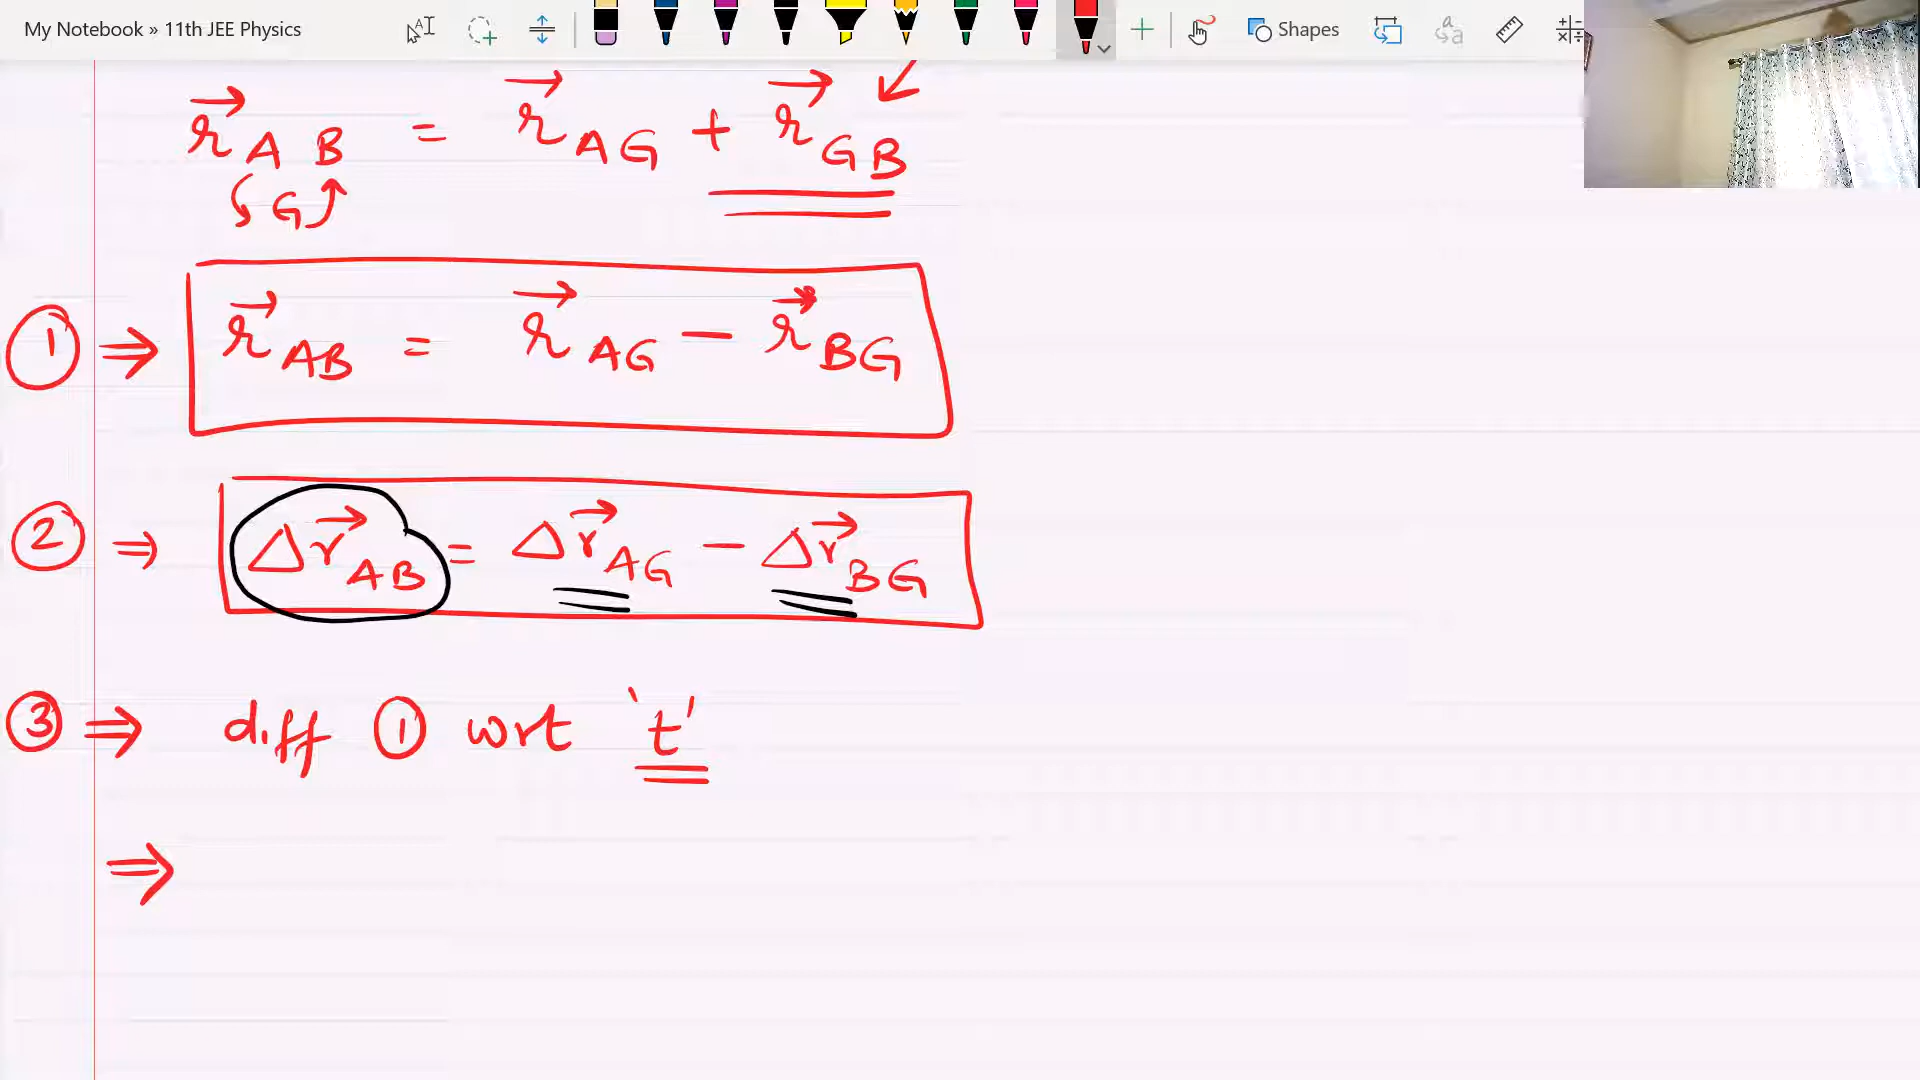 My Notebook » 11th JEE Physics
Shapes
r⃗ A B = r⃗ AG + r⃗ GB
G
① ⇒ r⃗ AB = r⃗ AG − r⃗ BG
② ⇒ Δr⃗ AB = Δr⃗ AG − Δr⃗ BG
③ ⇒ diff ① wrt 't'
⇒